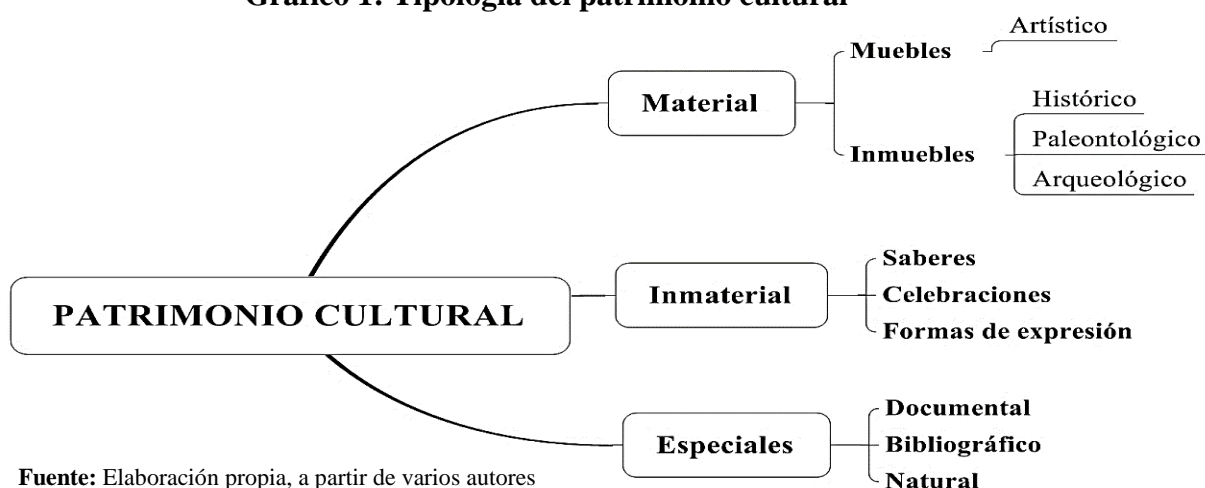 Gráfico 1: Tipología del patrimonio cultural
Artístico
Muebles
Material
Histórico
Paleontológico
Inmuebles
Arqueológico
Saberes
Inmaterial
Celebraciones
PATRIMONIO CULTURAL
Formas de expresión
Documental
Especiales
Bibliográfico
Natural
Fuente: Elaboración propia, a partir de varios autores